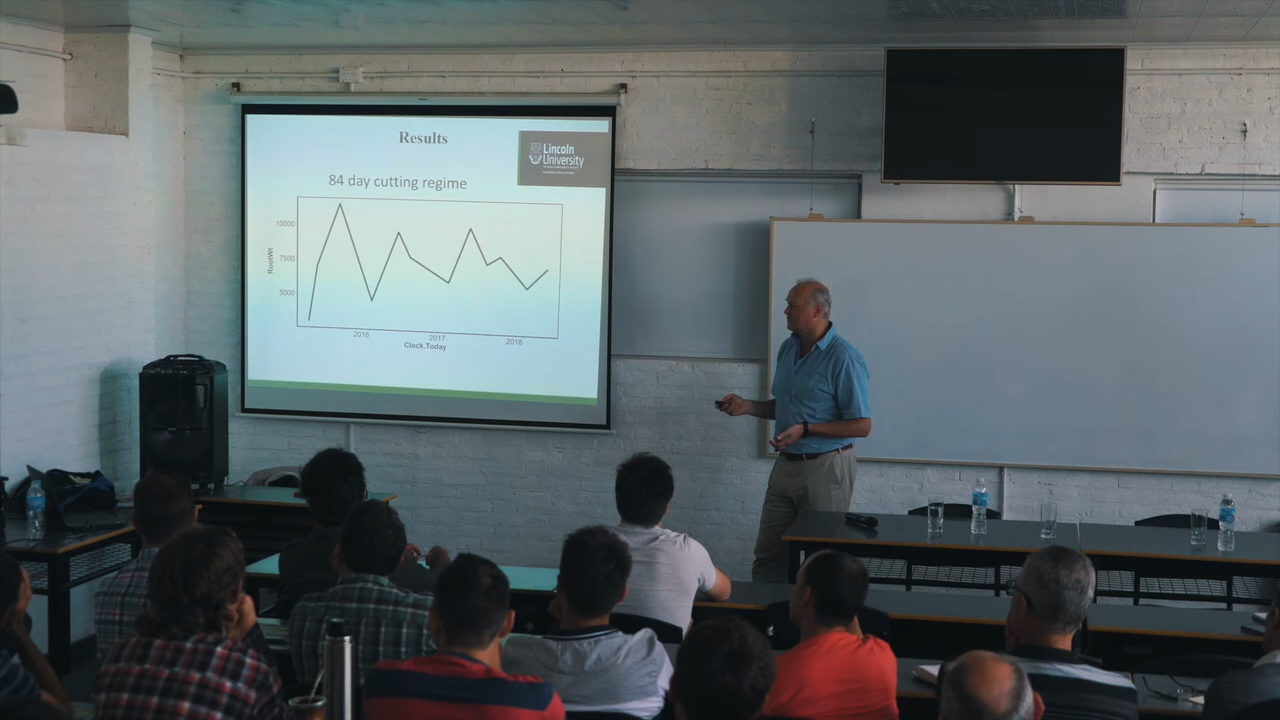 Results
Lincoln
University
84 day cutting regime
10000
7500
5000
RootWt
2016
2017
2018
Clock.Today